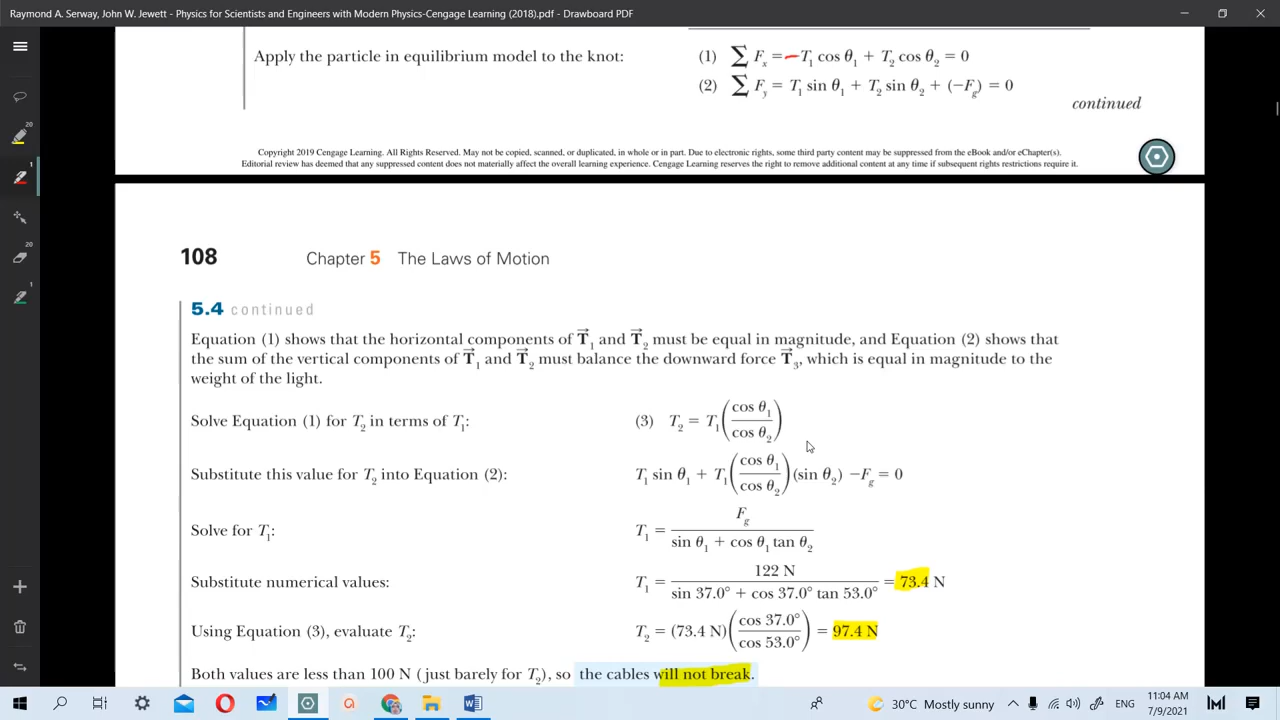 Raymond A. Serway, John W. Jewett - Physics for Scientists and Engineers with Modern Physics-Cengage Learning (2018).pdf - Drawboard PDF
Apply the particle in equilibrium model to the knot: (1) ∑ Fₓ = −T₁ cos θ₁ + T₂ cos θ₂ = 0
(2) ∑ F_y = T₁ sin θ₁ + T₂ sin θ₂ + (−F_g) = 0
continued
Copyright 2019 Cengage Learning. All Rights Reserved. May not be copied, scanned, or duplicated, in whole or in part. Due to electronic rights, some third party content may be suppressed from the eBook and/or eChapter(s).
Editorial review has deemed that any suppressed content does not materially affect the overall learning experience. Cengage Learning reserves the right to remove additional content at any time if subsequent rights restrictions require it.
108 Chapter 5 The Laws of Motion
5.4 continued
Equation (1) shows that the horizontal components of T⃗₁ and T⃗₂ must be equal in magnitude, and Equation (2) shows that
the sum of the vertical components of T⃗₁ and T⃗₂ must balance the downward force T⃗₃, which is equal in magnitude to the
weight of the light.
Solve Equation (1) for T₂ in terms of T₁: (3) T₂ = T₁(cos θ₁ / cos θ₂)
Substitute this value for T₂ into Equation (2): T₁ sin θ₁ + T₁(cos θ₁ / cos θ₂)(sin θ₂) −F_g = 0
Solve for T₁: T₁ = F_g / (sin θ₁ + cos θ₁ tan θ₂)
Substitute numerical values: T₁ = 122 N / (sin 37.0° + cos 37.0° tan 53.0°) = 73.4 N
Using Equation (3), evaluate T₂: T₂ = (73.4 N)(cos 37.0° / cos 53.0°) = 97.4 N
Both values are less than 100 N (just barely for T₂), so the cables will not break.
20
1
20
1
30°C Mostly sunny
ENG
11:04 AM
7/9/2021